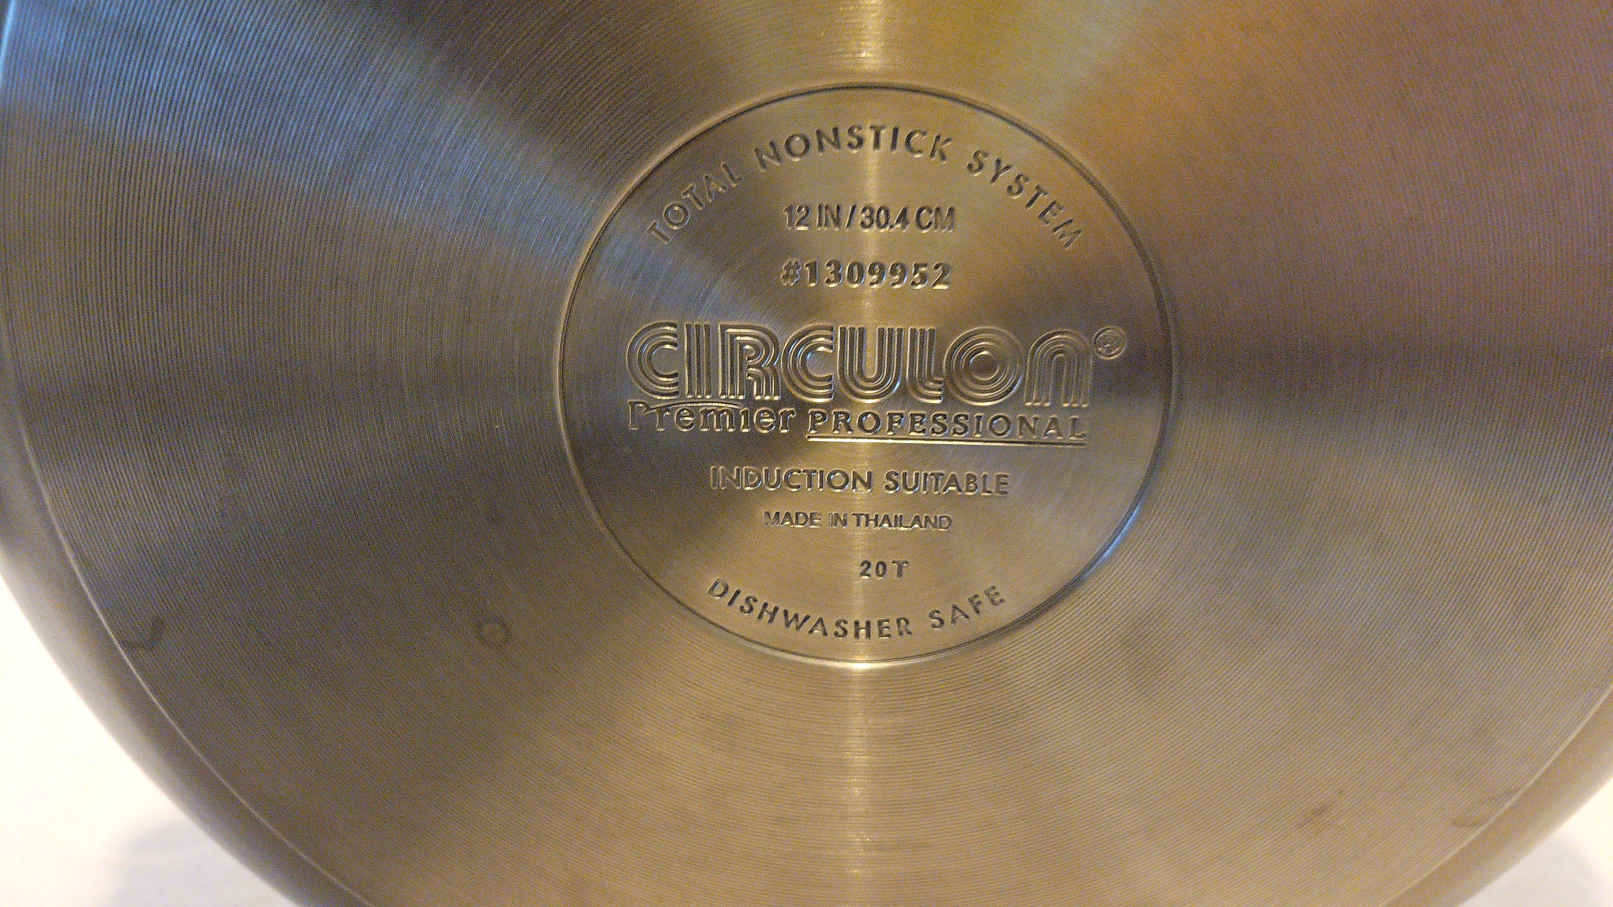 TOTAL NONSTICK SYSTEM
12 IN / 30.4 CM
#1309952
CIRCULON®
Premier PROFESSIONAL
INDUCTION SUITABLE
MADE IN THAILAND
20T
DISHWASHER SAFE